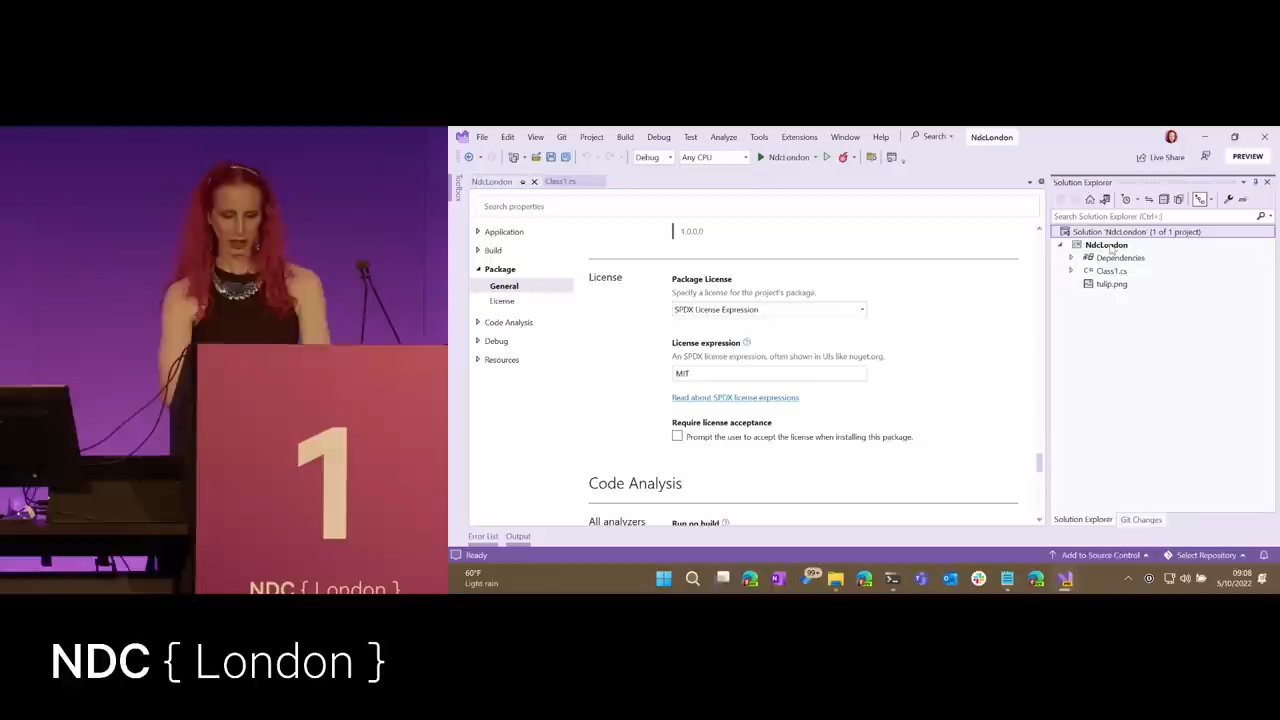 1
NDC { London }
File Edit View Git Project Build Debug Test Analyze Tools Extensions Window Help Search NdcLondon
Debug Any CPU NdcLondon Live Share PREVIEW
Toolbox
NdcLondon Class1.cs
Search properties
Application
Build
Package
General
License
Code Analysis
Debug
Resources
1.0.0.0
License
Package License
Specify a license for the project's package.
SPDX License Expression
License expression
An SPDX license expression, often shown in UIs like nuget.org.
MIT
Read about SPDX license expressions
Require license acceptance
Prompt the user to accept the license when installing this package.
Code Analysis
All analyzers Run on build
Solution Explorer
Search Solution Explorer (Ctrl+;)
Solution 'NdcLondon' (1 of 1 project)
NdcLondon
Dependencies
C# Class1.cs
tulip.png
Solution Explorer Git Changes
Error List Output
Ready Add to Source Control Select Repository
60°F
Light rain
99+
09:08
5/10/2022
NDC { London }